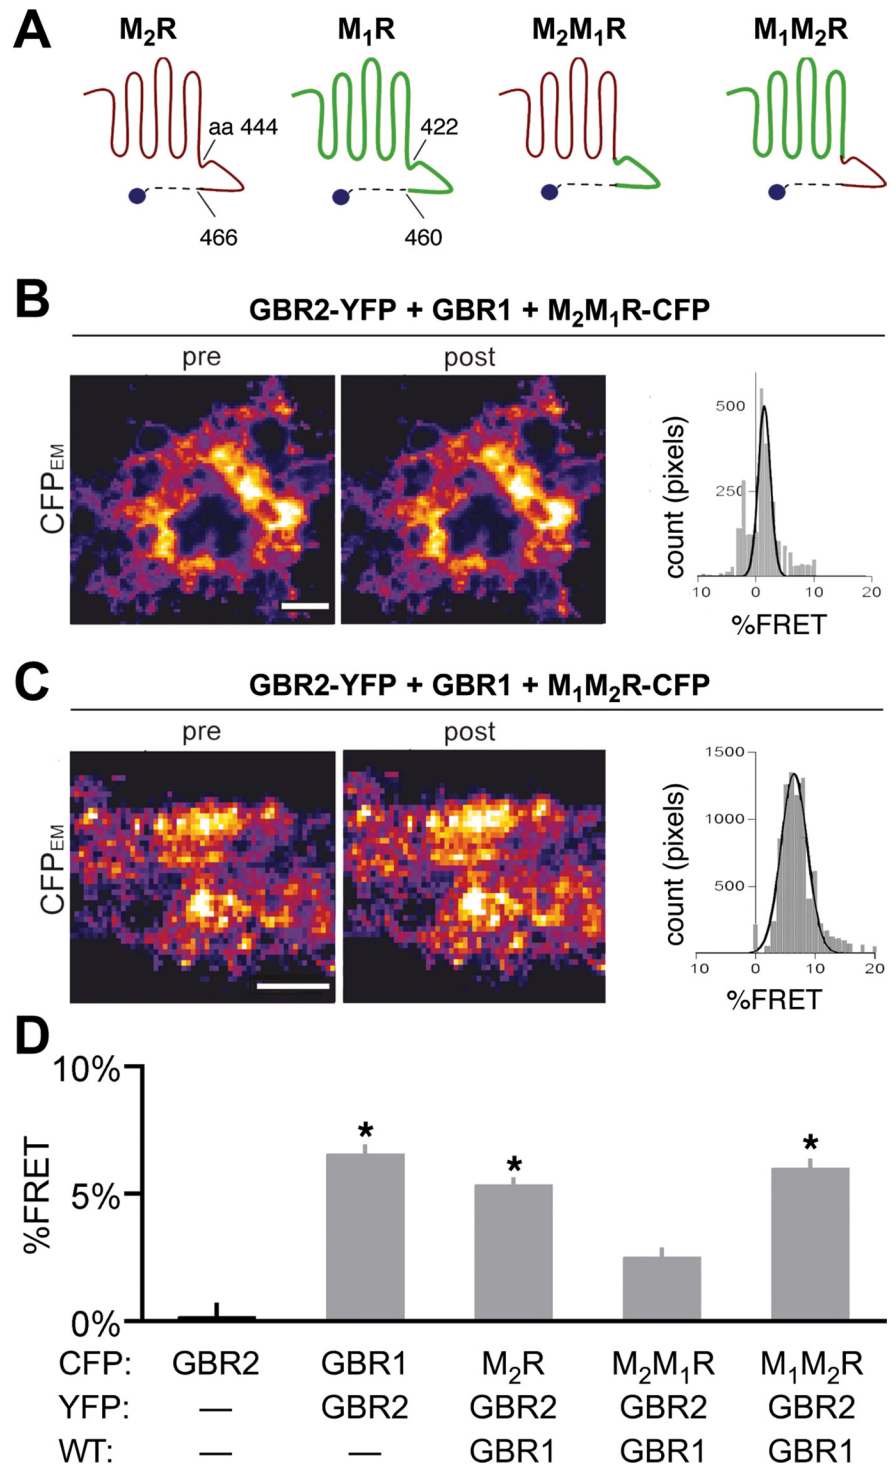 A
M2R M1R M2M1R M1M2R
aa 444 422
466 460
B
GBR2-YFP + GBR1 + M2M1R-CFP
pre post
CFPEM
count (pixels)
500
250
10 0 10 20
%FRET
C
GBR2-YFP + GBR1 + M1M2R-CFP
pre post
CFPEM
count (pixels)
1500
1000
500
10 0 10 20
%FRET
D
%FRET
10%
* * *
5%
0%
CFP: GBR2 GBR1 M2R M2M1R M1M2R
YFP: — GBR2 GBR2 GBR2 GBR2
WT: — — GBR1 GBR1 GBR1